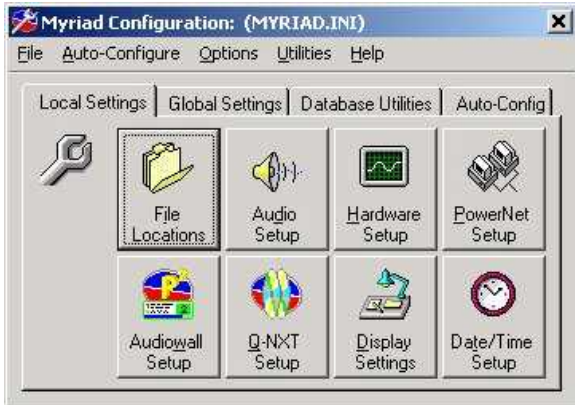 Myriad Configuration: (MYRIAD.INI)
File Auto-Configure Options Utilities Help
Local Settings Global Settings Database Utilities Auto-Config
File Locations
Audio Setup
Hardware Setup
PowerNet Setup
P²
Audiowall Setup
Q-NXT Setup
Display Settings
Date/Time Setup